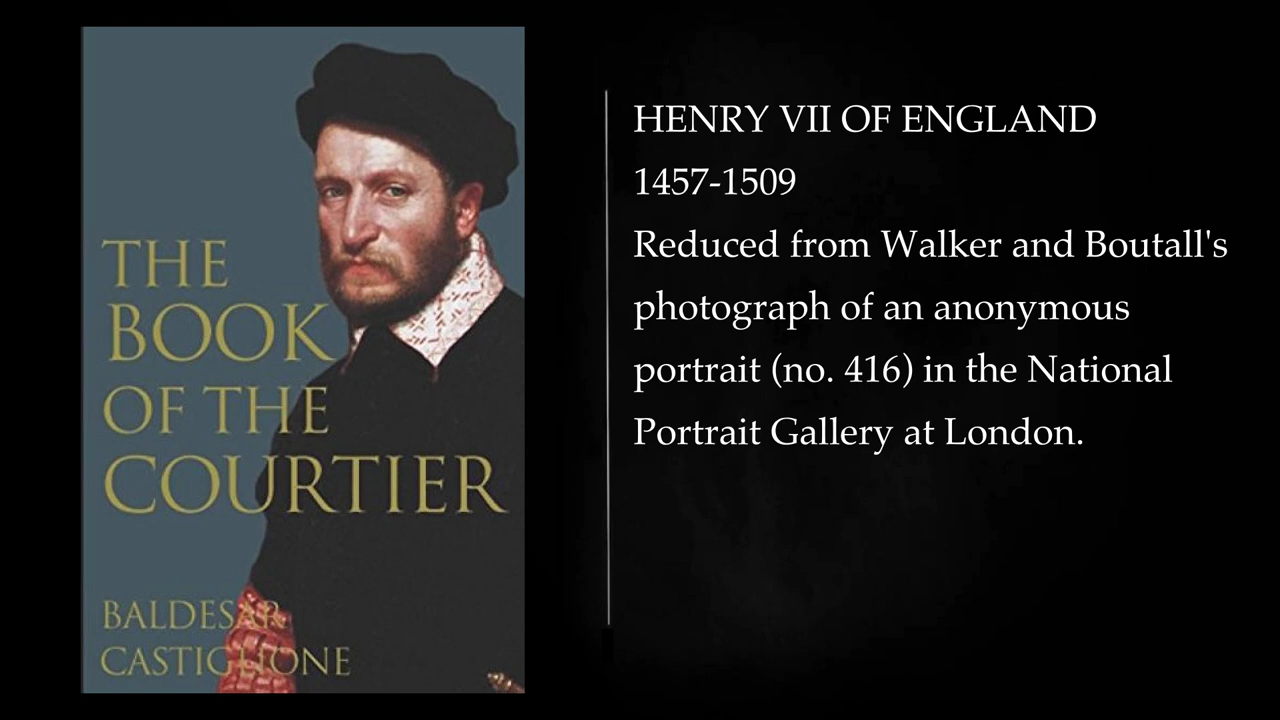 THE
BOOK
OF THE
COURTIER
BALDESAR
CASTIGLIONE
HENRY VII OF ENGLAND
1457-1509
Reduced from Walker and Boutall's
photograph of an anonymous
portrait (no. 416) in the National
Portrait Gallery at London.